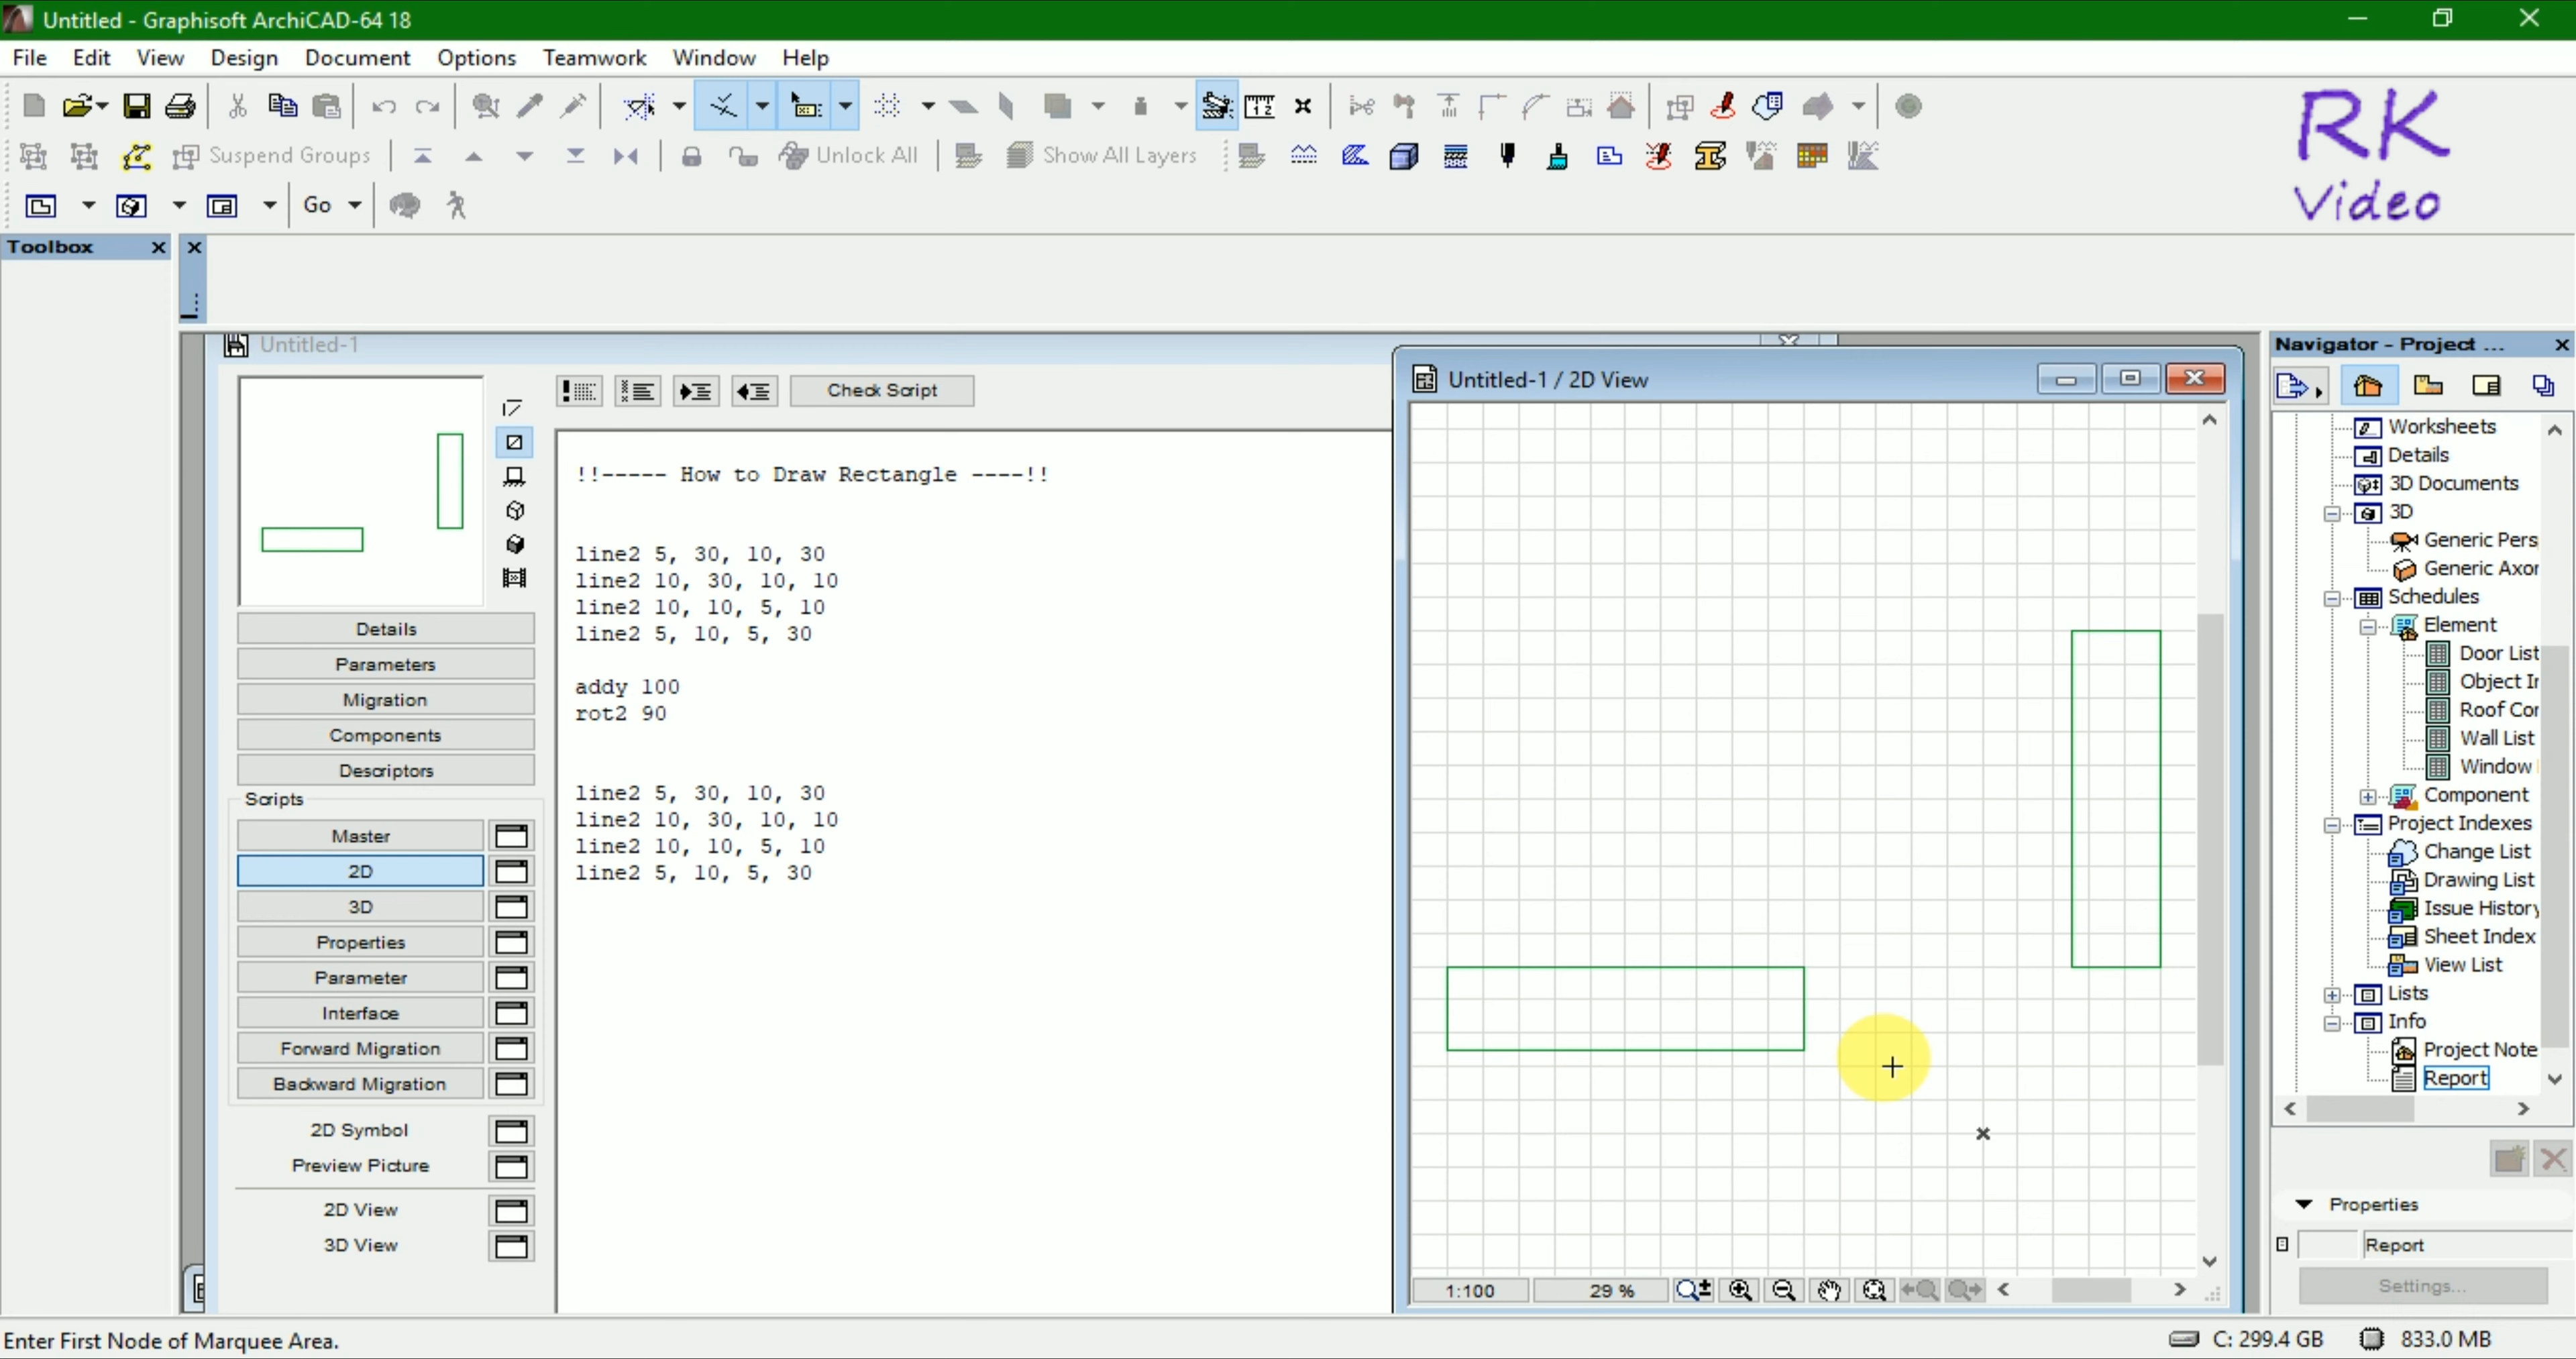 Untitled - Graphisoft ArchiCAD-64 18
File Edit View Design Document Options Teamwork Window Help
RK
Video
Suspend Groups
Unlock All
Show All Layers
Go
Toolbox
Untitled-1
Check Script
!!----- How to Draw Rectangle ----!!
line2 5, 30, 10, 30
line2 10, 30, 10, 10
line2 10, 10, 5, 10
line2 5, 10, 5, 30
addy 100
rot2 90
line2 5, 30, 10, 30
line2 10, 30, 10, 10
line2 10, 10, 5, 10
line2 5, 10, 5, 30
Details
Parameters
Migration
Components
Descriptors
Scripts
Master
2D
3D
Properties
Parameter
Interface
Forward Migration
Backward Migration
2D Symbol
Preview Picture
2D View
3D View
Untitled-1 / 2D View
1:100
29 %
Navigator - Project ...
Worksheets
Details
3D Documents
3D
Generic Pers
Generic Axor
Schedules
Element
Door List
Object Ir
Roof Cor
Wall List
Window
Component
Project Indexes
Change List
Drawing List
Issue History
Sheet Index
View List
Lists
Info
Project Note
Report
Properties
Report
Settings...
Enter First Node of Marquee Area.
C: 299.4 GB
833.0 MB